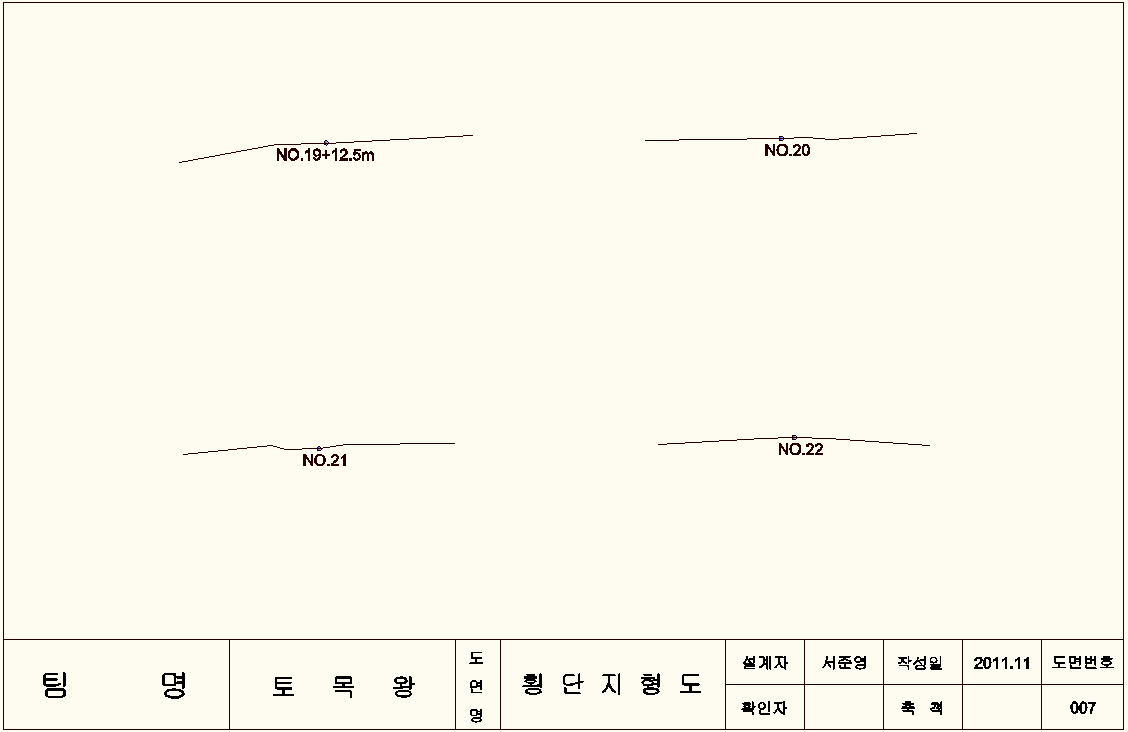 NO.19+12.5m
NO.20
NO.21
NO.22
팀 명
토 목 왕
도 면 명
횡 단 지 형 도
설계자
서준영
작성일
2011.11
도면번호
확인자
축 척
007